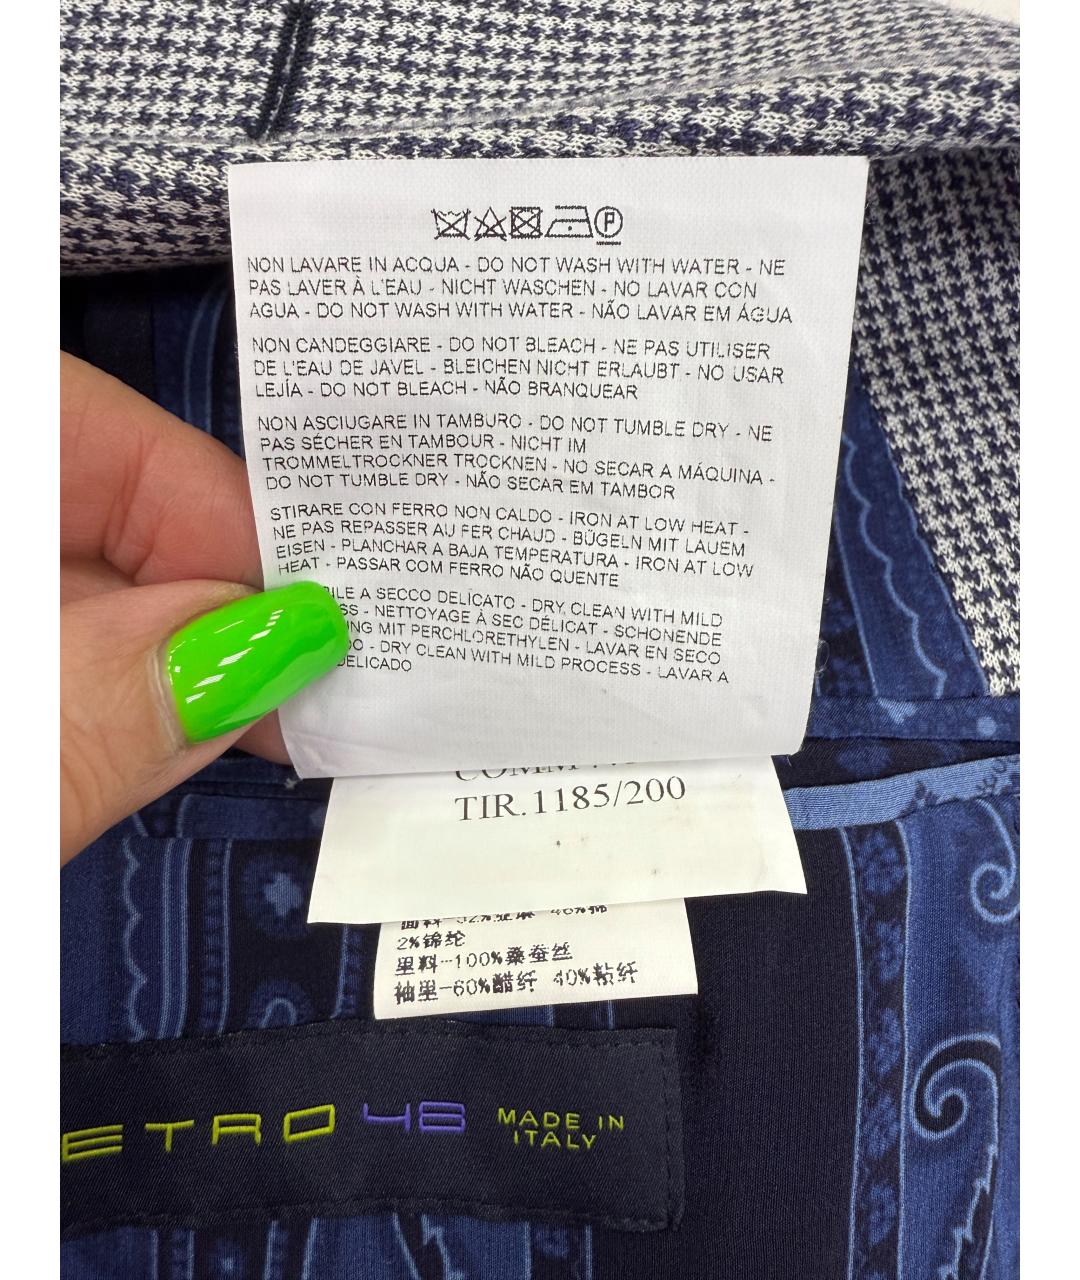 NON LAVARE IN ACQUA - DO NOT WASH WITH WATER - NE
PAS LAVER À L'EAU - NICHT WASCHEN - NO LAVAR CON
AGUA - DO NOT WASH WITH WATER - NÃO LAVAR EM ÁGUA
NON CANDEGGIARE - DO NOT BLEACH - NE PAS UTILISER
DE L'EAU DE JAVEL - BLEICHEN NICHT ERLAUBT - NO USAR
LEJÍA - DO NOT BLEACH - NÃO BRANQUEAR
NON ASCIUGARE IN TAMBURO - DO NOT TUMBLE DRY - NE
PAS SÉCHER EN TAMBOUR - NICHT IM
TROMMELTROCKNER TROCKNEN - NO SECAR A MÁQUINA -
DO NOT TUMBLE DRY - NÃO SECAR EM TAMBOR
STIRARE CON FERRO NON CALDO - IRON AT LOW HEAT -
NE PAS REPASSER AU FER CHAUD - BÜGELN MIT LAUEM
EISEN - PLANCHAR A BAJA TEMPERATURA - IRON AT LOW
HEAT - PASSAR COM FERRO NÃO QUENTE
A SECCO DELICATO - DRY CLEAN WITH MILD
- NETTOYAGE À SEC DÉLICAT - SCHONENDE
MIT PERCHLORETHYLEN - LAVAR EN SECO
- DRY CLEAN WITH MILD PROCESS - LAVAR A
DELICADO
TIR.1185/200
2%锦纶
里料--100%桑蚕丝
袖里-60%醋纤 40%粘纤
ETRO 48 MADE IN
ITALY